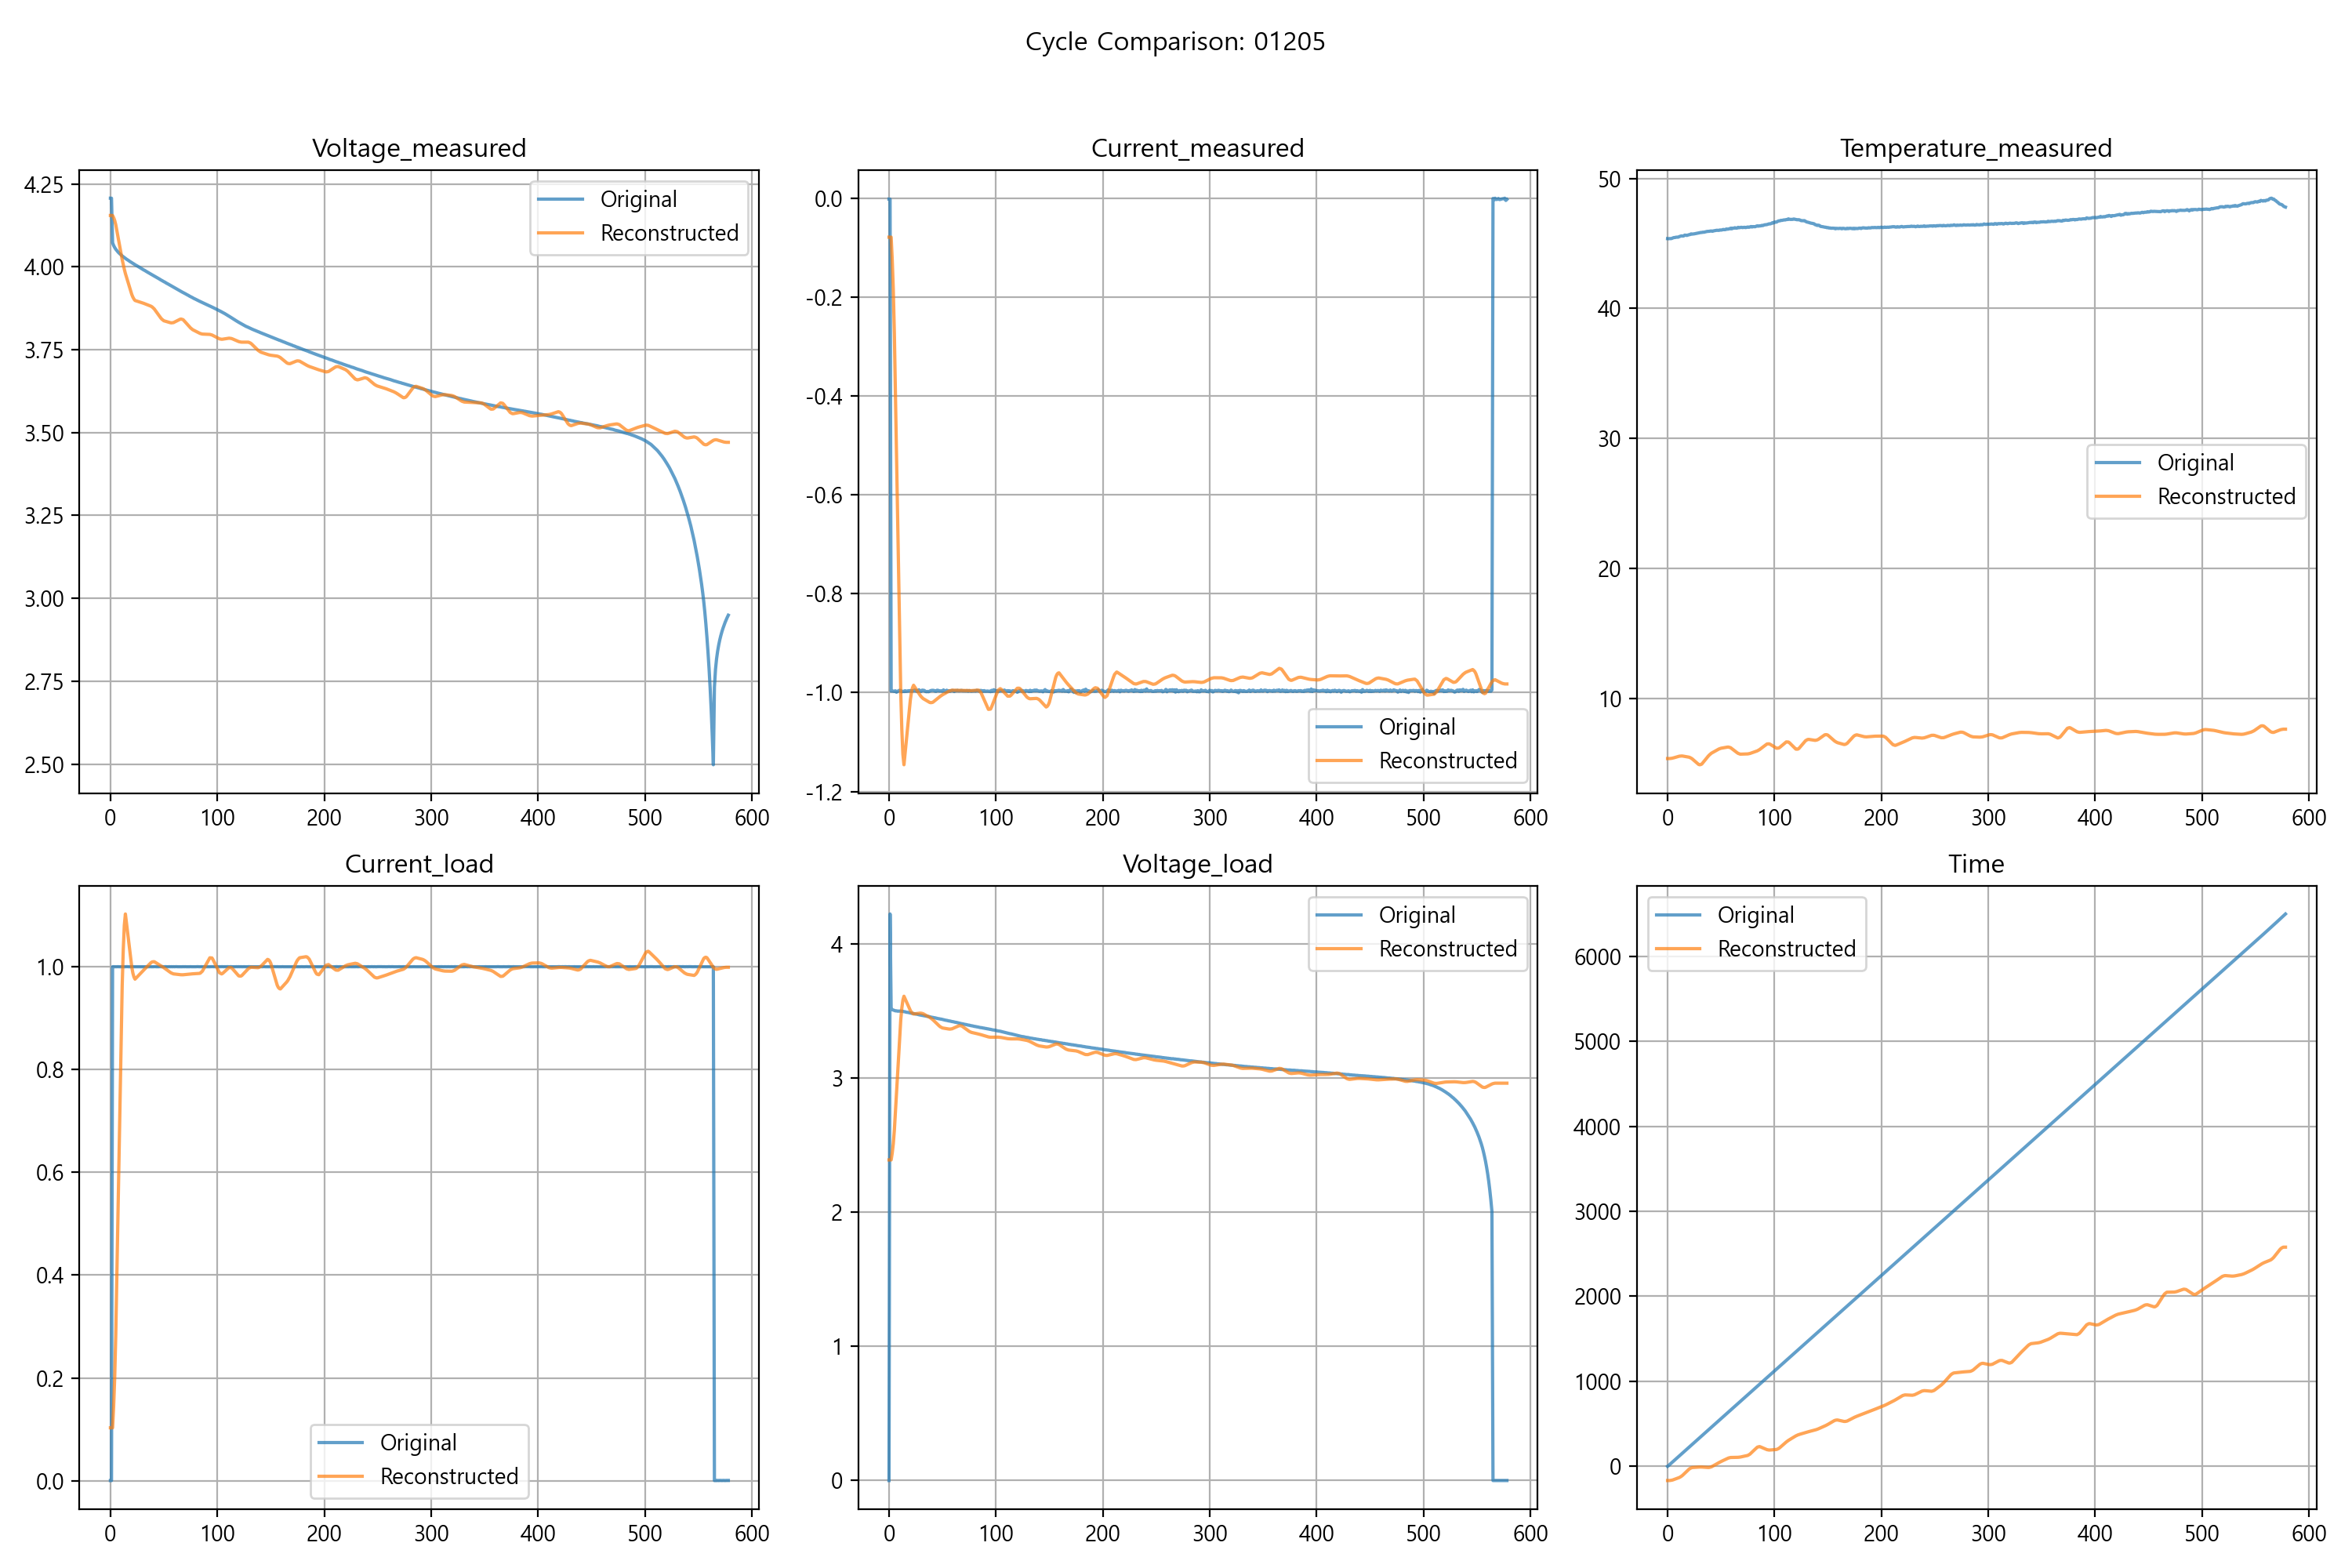 Cycle Comparison: 01205
Voltage_measured
4.25
4.00
3.75
3.50
3.25
3.00
2.75
2.50
0 100 200 300 400 500 600
Original
Reconstructed
Current_measured
0.0
-0.2
-0.4
-0.6
-0.8
-1.0
-1.2
0 100 200 300 400 500 600
Original
Reconstructed
Temperature_measured
50
40
30
20
10
0 100 200 300 400 500 600
Original
Reconstructed
Current_load
1.0
0.8
0.6
0.4
0.2
0.0
0 100 200 300 400 500 600
Original
Reconstructed
Voltage_load
4
3
2
1
0
0 100 200 300 400 500 600
Original
Reconstructed
Time
6000
5000
4000
3000
2000
1000
0
0 100 200 300 400 500 600
Original
Reconstructed